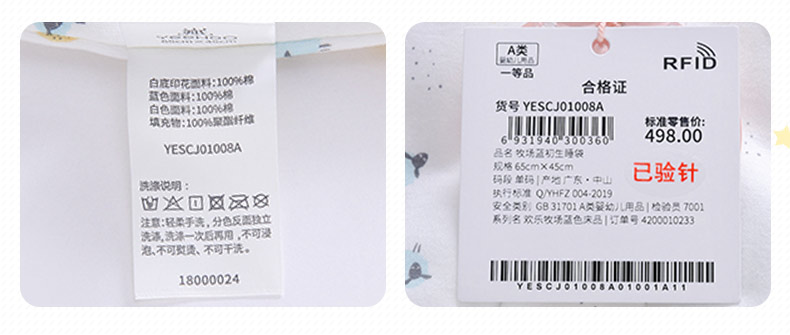 YEEHOO
白底印花面料:100%棉
蓝色面料:100%棉
白色面料:100%棉
填充物:100%聚酯纤维
YESCJ01008A
洗涤说明:
注意:轻柔手洗,分色反面独立
洗涤,洗涤一次后再用,不可浸
泡、不可熨烫、不可干洗。
18000024
A类
婴幼儿用品
一等品
RFID
合格证
货号 YESCJ01008A
6 931940 300360
标准零售价:
498.00
品名 牧场蓝初生睡袋
规格 65cm×45cm
码段 单码 | 产地 广东·中山
执行标准 Q/YHFZ 004-2019
安全类别 GB 31701 A类婴幼儿用品 | 检验员 7001
系列名 欢乐牧场蓝色床品 | 订单号 4200010233
已验针
YESCJ01008A01001A11